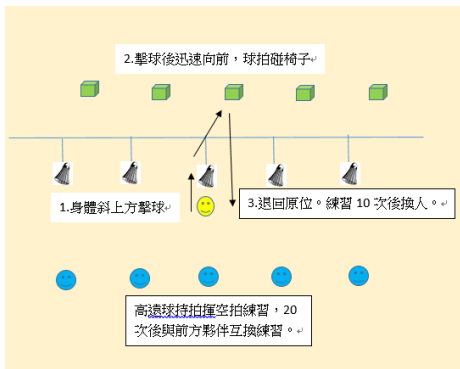 2.擊球後迅速向前，球拍碰椅子
1.身體斜上方擊球
3.退回原位。練習 10 次後換人。
高遠球持拍揮空拍練習，20
次後與前方夥伴互換練習。